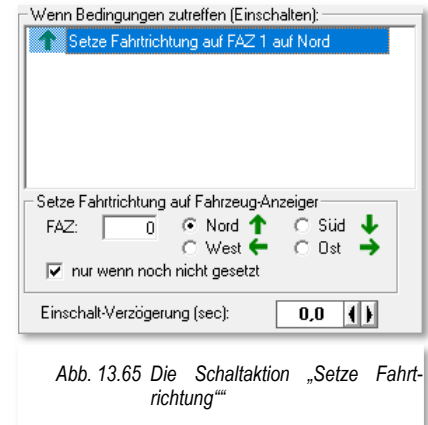 Wenn Bedingungen zutreffen (Einschalten):
Setze Fahrtrichtung auf FAZ 1 auf Nord
Setze Fahrtrichtung auf Fahrzeug-Anzeiger
FAZ: 0 Nord Süd
West Ost
nur wenn noch nicht gesetzt
Einschalt-Verzögerung (sec): 0,0
Abb. 13.65 Die Schaltaktion „Setze Fahrt-
richtung““